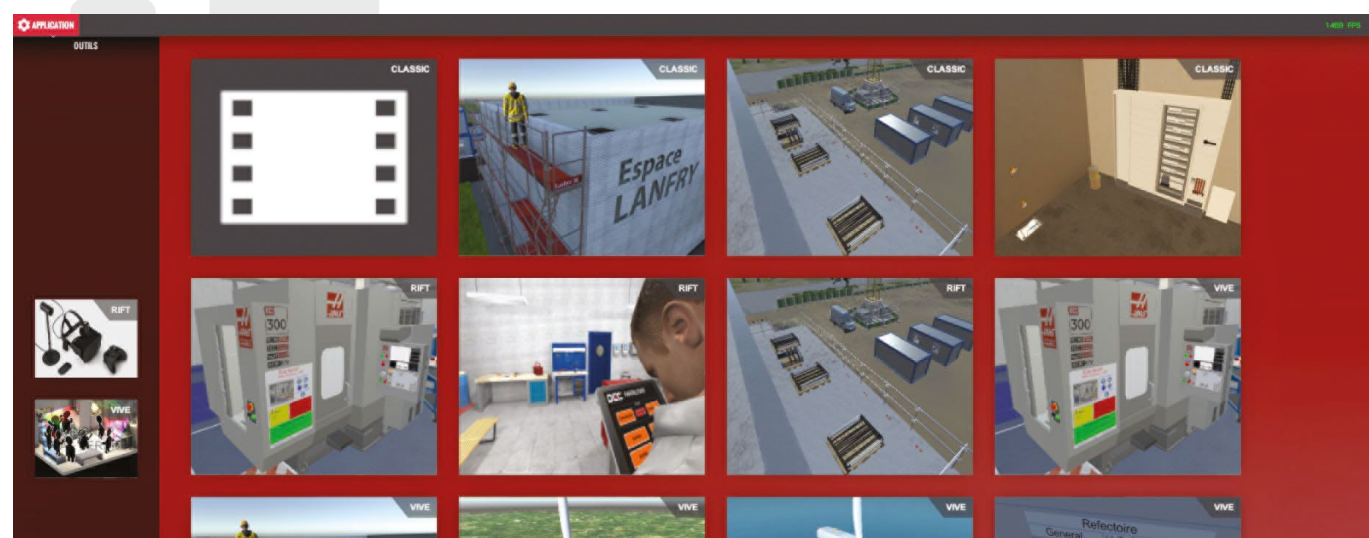 APPLICATION
1469 FPS
OUTILS
CLASSIC
CLASSIC
CLASSIC
CLASSIC
Espace
LANFRY
RIFT
RIFT
RIFT
VIVE
300
300
RIFT
VIVE
VIVE
VIVE
VIVE
VIVE
Refectoire
General